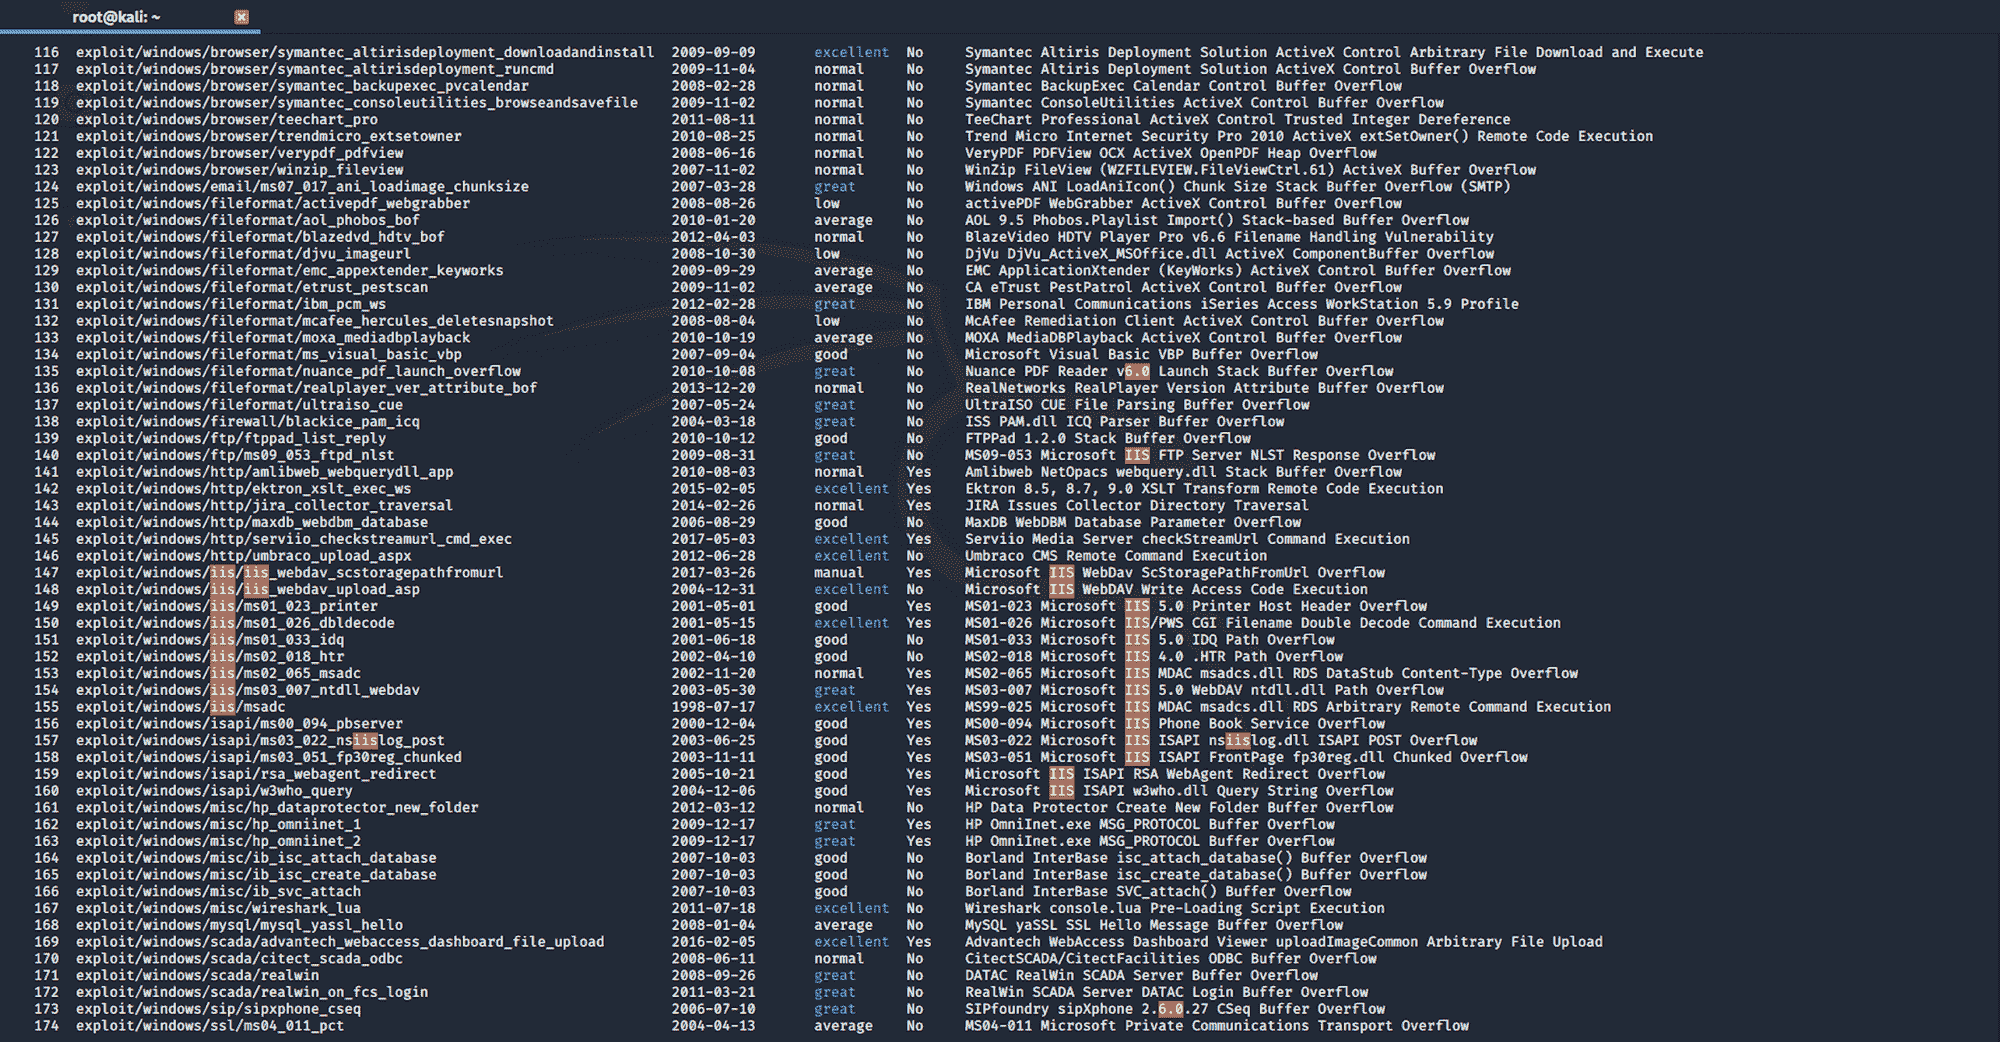 root@kali: ~
116 exploit/windows/browser/symantec_altirisdeployment_downloadandinstall 2009-09-09 excellent No Symantec Altiris Deployment Solution ActiveX Control Arbitrary File Download and Execute
117 exploit/windows/browser/symantec_altirisdeployment_runcmd 2009-11-04 normal No Symantec Altiris Deployment Solution ActiveX Control Buffer Overflow
118 exploit/windows/browser/symantec_backupexec_pvcalendar 2008-02-28 normal No Symantec BackupExec Calendar Control Buffer Overflow
119 exploit/windows/browser/symantec_consoleutilities_browseandsavefile 2009-11-02 normal No Symantec ConsoleUtilities ActiveX Control Buffer Overflow
120 exploit/windows/browser/teechart_pro 2011-08-11 normal No TeeChart Professional ActiveX Control Trusted Integer Dereference
121 exploit/windows/browser/trendmicro_extsetowner 2010-08-25 normal No Trend Micro Internet Security Pro 2010 ActiveX extSetOwner() Remote Code Execution
122 exploit/windows/browser/verypdf_pdfview 2008-06-16 normal No VeryPDF PDFView OCX ActiveX OpenPDF Heap Overflow
123 exploit/windows/browser/winzip_fileview 2007-11-02 normal No WinZip FileView (WZFILEVIEW.FileViewCtrl.61) ActiveX Buffer Overflow
124 exploit/windows/email/ms07_017_ani_loadimage_chunksize 2007-03-28 great No Windows ANI LoadAniIcon() Chunk Size Stack Buffer Overflow (SMTP)
125 exploit/windows/fileformat/activepdf_webgrabber 2008-08-26 low No activePDF WebGrabber ActiveX Control Buffer Overflow
126 exploit/windows/fileformat/aol_phobos_bof 2010-01-20 average No AOL 9.5 Phobos.Playlist Import() Stack-based Buffer Overflow
127 exploit/windows/fileformat/blazedvd_hdtv_bof 2012-04-03 normal No BlazeVideo HDTV Player Pro v6.6 Filename Handling Vulnerability
128 exploit/windows/fileformat/djvu_imageurl 2008-10-30 low No DjVu DjVu_ActiveX_MSOffice.dll ActiveX ComponentBuffer Overflow
129 exploit/windows/fileformat/emc_appextender_keyworks 2009-09-29 average No EMC ApplicationXtender (KeyWorks) ActiveX Control Buffer Overflow
130 exploit/windows/fileformat/etrust_pestscan 2009-11-02 average No CA eTrust PestPatrol ActiveX Control Buffer Overflow
131 exploit/windows/fileformat/ibm_pcm_ws 2012-02-28 great No IBM Personal Communications iSeries Access WorkStation 5.9 Profile
132 exploit/windows/fileformat/mcafee_hercules_deletesnapshot 2008-08-04 low No McAfee Remediation Client ActiveX Control Buffer Overflow
133 exploit/windows/fileformat/moxa_mediadbplayback 2010-10-19 average No MOXA MediaDBPlayback ActiveX Control Buffer Overflow
134 exploit/windows/fileformat/ms_visual_basic_vbp 2007-09-04 good No Microsoft Visual Basic VBP Buffer Overflow
135 exploit/windows/fileformat/nuance_pdf_launch_overflow 2010-10-08 great No Nuance PDF Reader v6.0 Launch Stack Buffer Overflow
136 exploit/windows/fileformat/realplayer_ver_attribute_bof 2013-12-20 normal No RealNetworks RealPlayer Version Attribute Buffer Overflow
137 exploit/windows/fileformat/ultraiso_cue 2007-05-24 great No UltraISO CUE File Parsing Buffer Overflow
138 exploit/windows/firewall/blackice_pam_icq 2004-03-18 great No ISS PAM.dll ICQ Parser Buffer Overflow
139 exploit/windows/ftp/ftppad_list_reply 2010-10-12 good No FTPPad 1.2.0 Stack Buffer Overflow
140 exploit/windows/ftp/ms09_053_ftpd_nlst 2009-08-31 great No MS09-053 Microsoft IIS FTP Server NLST Response Overflow
141 exploit/windows/http/amlibweb_webquerydll_app 2010-08-03 normal Yes Amlibweb NetOpacs webquery.dll Stack Buffer Overflow
142 exploit/windows/http/ektron_xslt_exec_ws 2015-02-05 excellent Yes Ektron 8.5, 8.7, 9.0 XSLT Transform Remote Code Execution
143 exploit/windows/http/jira_collector_traversal 2014-02-26 normal Yes JIRA Issues Collector Directory Traversal
144 exploit/windows/http/maxdb_webdbm_database 2006-08-29 good No MaxDB WebDBM Database Parameter Overflow
145 exploit/windows/http/serviio_checkstreamurl_cmd_exec 2017-05-03 excellent Yes Serviio Media Server checkStreamUrl Command Execution
146 exploit/windows/http/umbraco_upload_aspx 2012-06-28 excellent No Umbraco CMS Remote Command Execution
147 exploit/windows/iis/iis_webdav_scstoragepathfromurl 2017-03-26 manual Yes Microsoft IIS WebDav ScStoragePathFromUrl Overflow
148 exploit/windows/iis/iis_webdav_upload_asp 2004-12-31 excellent No Microsoft IIS WebDAV Write Access Code Execution
149 exploit/windows/iis/ms01_023_printer 2001-05-01 good Yes MS01-023 Microsoft IIS 5.0 Printer Host Header Overflow
150 exploit/windows/iis/ms01_026_dbldecode 2001-05-15 excellent Yes MS01-026 Microsoft IIS/PWS CGI Filename Double Decode Command Execution
151 exploit/windows/iis/ms01_033_idq 2001-06-18 good No MS01-033 Microsoft IIS 5.0 IDQ Path Overflow
152 exploit/windows/iis/ms02_018_htr 2002-04-10 good No MS02-018 Microsoft IIS 4.0 .HTR Path Overflow
153 exploit/windows/iis/ms02_065_msadc 2002-11-20 normal Yes MS02-065 Microsoft IIS MDAC msadcs.dll RDS DataStub Content-Type Overflow
154 exploit/windows/iis/ms03_007_ntdll_webdav 2003-05-30 great Yes MS03-007 Microsoft IIS 5.0 WebDAV ntdll.dll Path Overflow
155 exploit/windows/iis/msadc 1998-07-17 excellent Yes MS99-025 Microsoft IIS MDAC msadcs.dll RDS Arbitrary Remote Command Execution
156 exploit/windows/isapi/ms00_094_pbserver 2000-12-04 good Yes MS00-094 Microsoft IIS Phone Book Service Overflow
157 exploit/windows/isapi/ms03_022_nsiislog_post 2003-06-25 good Yes MS03-022 Microsoft IIS ISAPI nsiislog.dll ISAPI POST Overflow
158 exploit/windows/isapi/ms03_051_fp30reg_chunked 2003-11-11 good Yes MS03-051 Microsoft IIS ISAPI FrontPage fp30reg.dll Chunked Overflow
159 exploit/windows/isapi/rsa_webagent_redirect 2005-10-21 good Yes Microsoft IIS ISAPI RSA WebAgent Redirect Overflow
160 exploit/windows/isapi/w3who_query 2004-12-06 good Yes Microsoft IIS ISAPI w3who.dll Query String Overflow
161 exploit/windows/misc/hp_dataprotector_new_folder 2012-03-12 normal No HP Data Protector Create New Folder Buffer Overflow
162 exploit/windows/misc/hp_omniinet_1 2009-12-17 great Yes HP OmniInet.exe MSG_PROTOCOL Buffer Overflow
163 exploit/windows/misc/hp_omniinet_2 2009-12-17 great Yes HP OmniInet.exe MSG_PROTOCOL Buffer Overflow
164 exploit/windows/misc/ib_isc_attach_database 2007-10-03 good No Borland InterBase isc_attach_database() Buffer Overflow
165 exploit/windows/misc/ib_isc_create_database 2007-10-03 good No Borland InterBase isc_create_database() Buffer Overflow
166 exploit/windows/misc/ib_svc_attach 2007-10-03 good No Borland InterBase SVC_attach() Buffer Overflow
167 exploit/windows/misc/wireshark_lua 2011-07-18 excellent No Wireshark console.lua Pre-Loading Script Execution
168 exploit/windows/mysql/mysql_yassl_hello 2008-01-04 average No MySQL yaSSL SSL Hello Message Buffer Overflow
169 exploit/windows/scada/advantech_webaccess_dashboard_file_upload 2016-02-05 excellent Yes Advantech WebAccess Dashboard Viewer uploadImageCommon Arbitrary File Upload
170 exploit/windows/scada/citect_scada_odbc 2008-06-11 normal No CitectSCADA/CitectFacilities ODBC Buffer Overflow
171 exploit/windows/scada/realwin 2008-09-26 great No DATAC RealWin SCADA Server Buffer Overflow
172 exploit/windows/scada/realwin_on_fcs_login 2011-03-21 great No RealWin SCADA Server DATAC Login Buffer Overflow
173 exploit/windows/sip/sipxphone_cseq 2006-07-10 great No SIPfoundry sipXphone 2.6.0.27 CSeq Buffer Overflow
174 exploit/windows/ssl/ms04_011_pct 2004-04-13 average No MS04-011 Microsoft Private Communications Transport Overflow